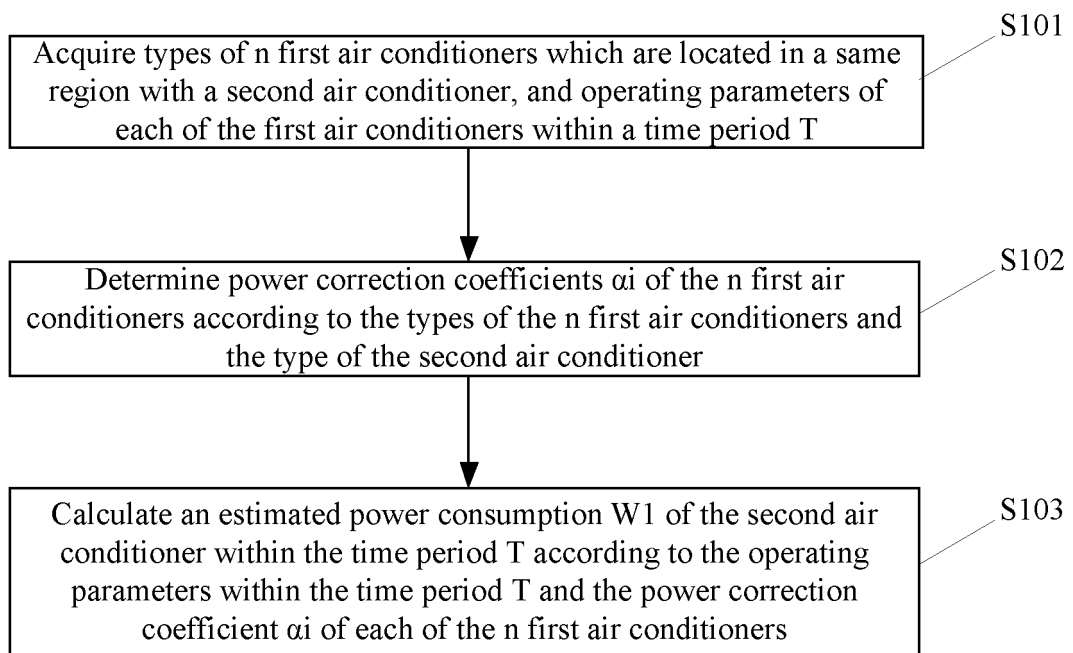 S101
Acquire types of n first air conditioners which are located in a same
region with a second air conditioner, and operating parameters of
each of the first air conditioners within a time period T
S102
Determine power correction coefficients αi of the n first air
conditioners according to the types of the n first air conditioners and
the type of the second air conditioner
S103
Calculate an estimated power consumption W1 of the second air
conditioner within the time period T according to the operating
parameters within the time period T and the power correction
coefficient αi of each of the n first air conditioners